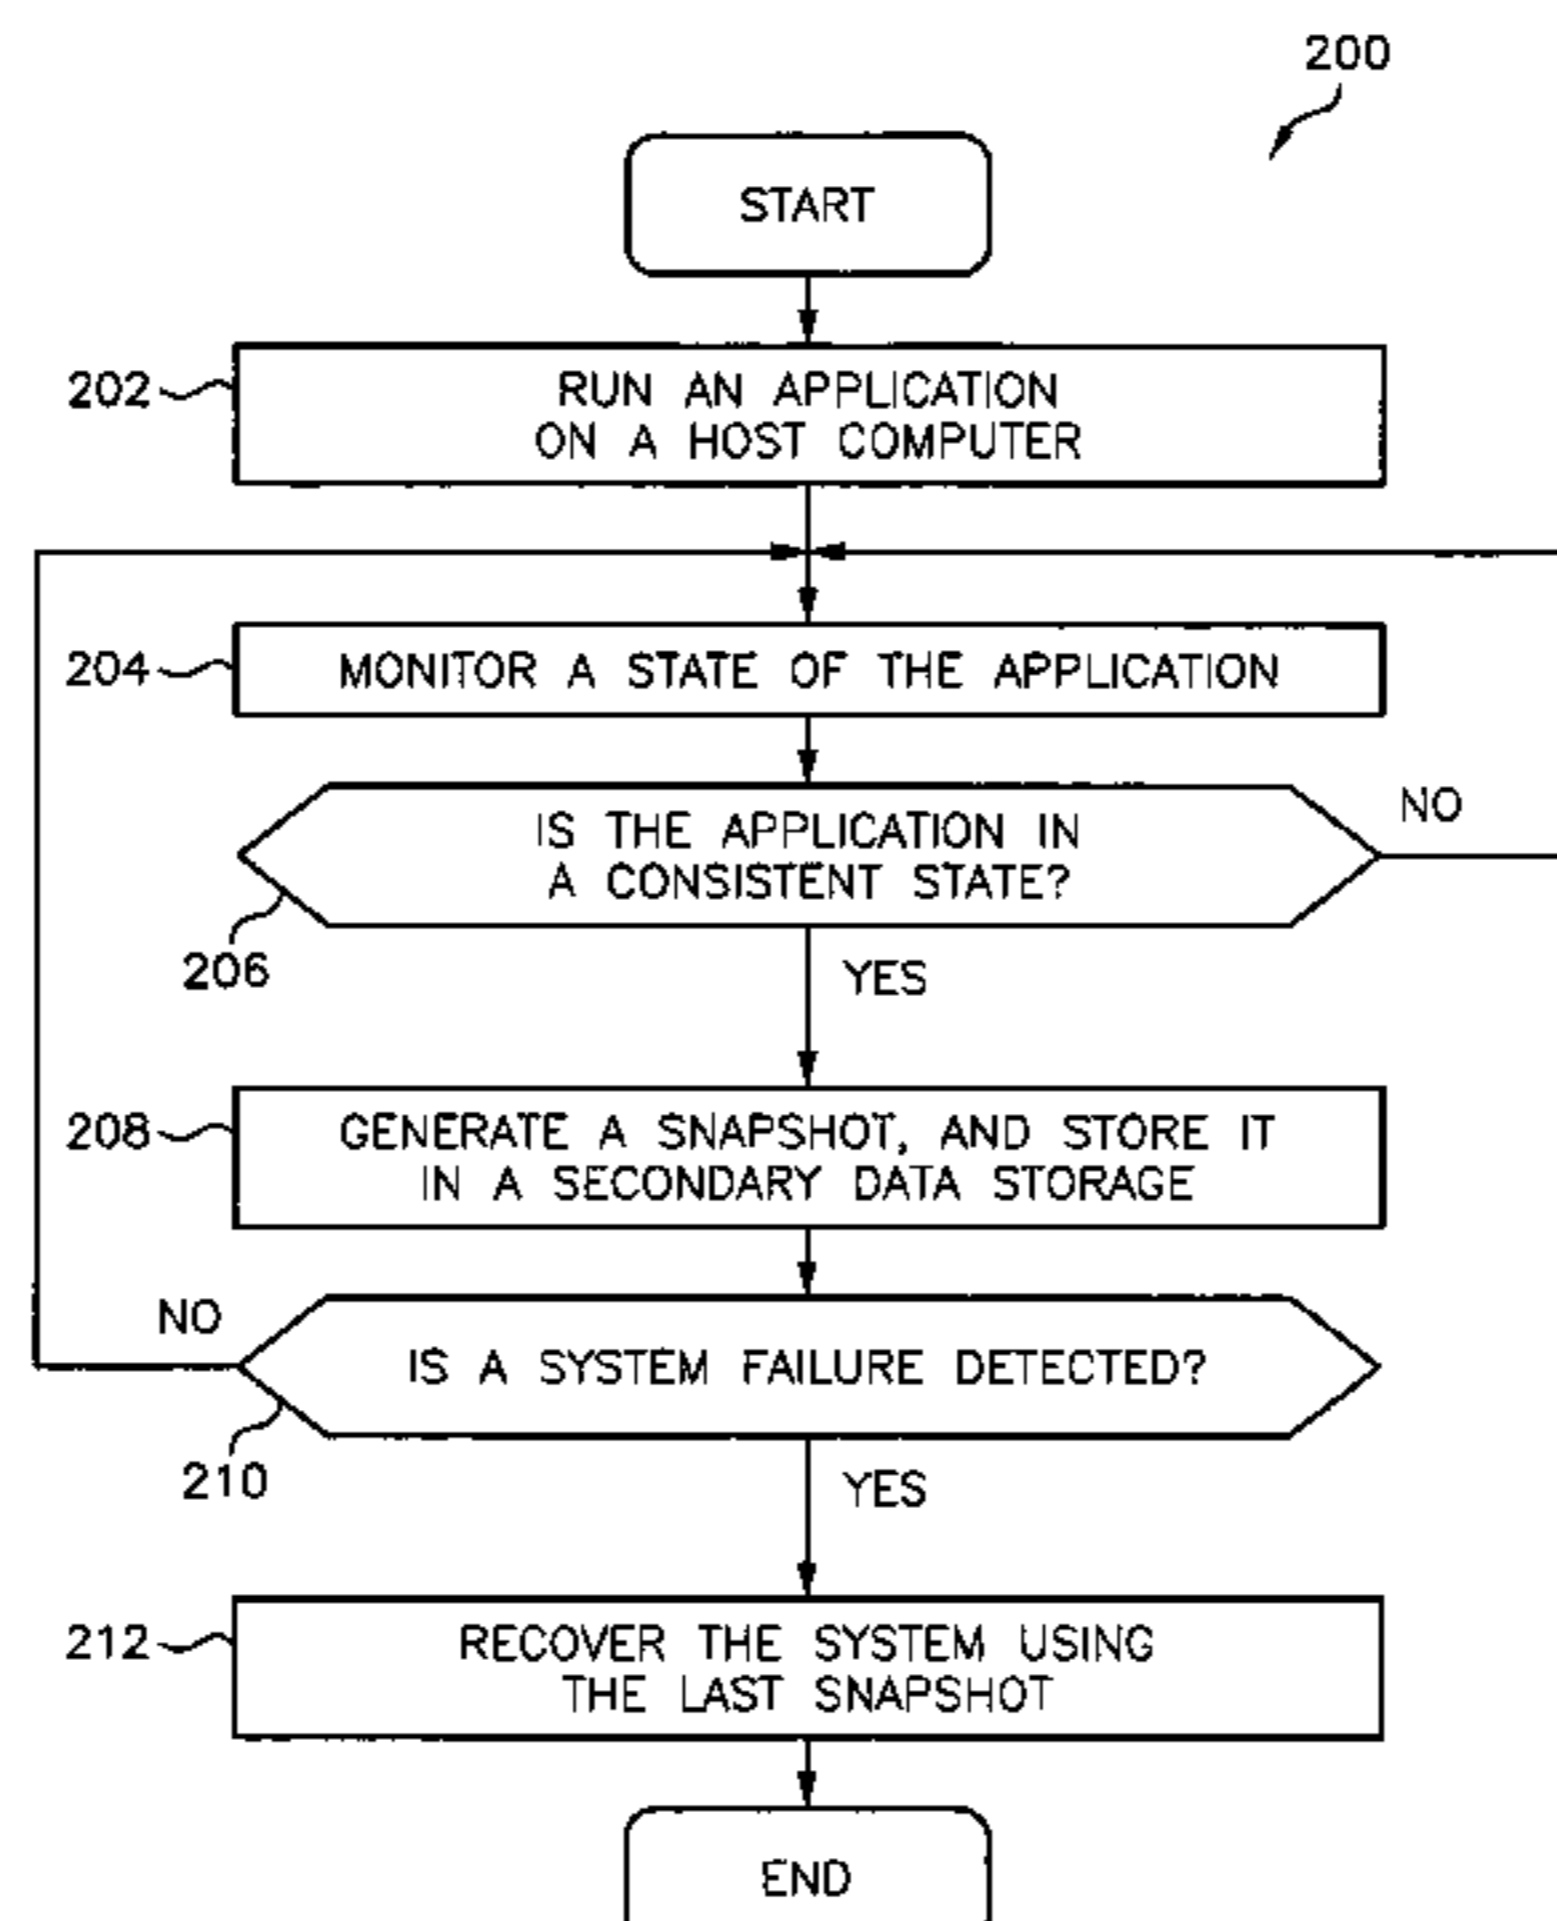 200
START
202
RUN AN APPLICATION
ON A HOST COMPUTER
204
MONITOR A STATE OF THE APPLICATION
IS THE APPLICATION IN
A CONSISTENT STATE?
NO
206
YES
208
GENERATE A SNAPSHOT, AND STORE IT
IN A SECONDARY DATA STORAGE
NO
IS A SYSTEM FAILURE DETECTED?
210
YES
212
RECOVER THE SYSTEM USING
THE LAST SNAPSHOT
END